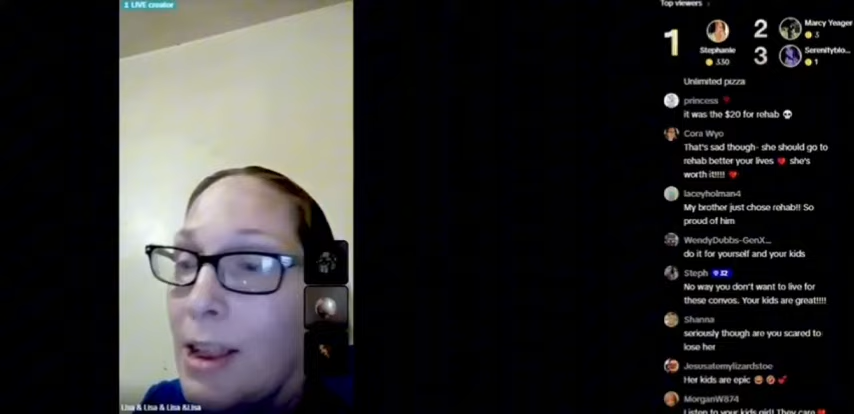 LIVE creator
Lisa & Lisa & Lisa &Lisa
Top viewers
1
Stephanie
330
2
Marcy Yeager
3
3
Serenityblo...
1
Unlimited pizza
princess
it was the $20 for rehab 💀
Cora Wyo
That's sad though- she should go to
rehab better your lives ❤️ she's
worth it!!!! ❤️
laceyholman4
My brother just chose rehab!! So
proud of him
WendyDubbs-GenX...
do it for yourself and your kids
Steph 32
No way you don't want to live for
these convos. Your kids are great!!!!
Shanna
seriously though are you scared to
lose her
Jesusatemylizardstoe
Her kids are epic
MorganW874
Listen to your kids girl! They care